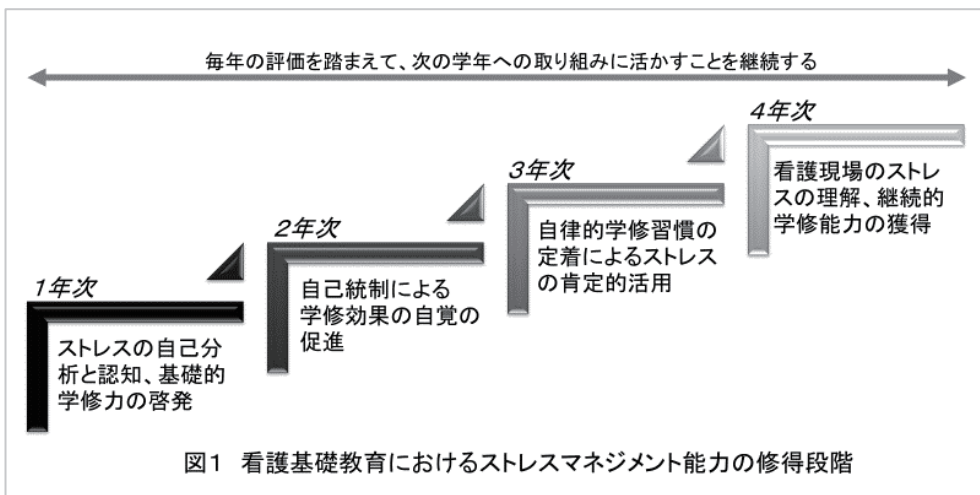 毎年の評価を踏まえて、次の学年への取り組みに活かすことを継続する
1年次
ストレスの自己分
析と認知、基礎的
学修力の啓発
2年次
自己統制による
学修効果の自覚の
促進
3年次
自律的学修習慣の
定着によるストレス
の肯定的活用
4年次
看護現場のストレ
スの理解、継続的
学修能力の獲得
図1 看護基礎教育におけるストレスマネジメント能力の修得段階